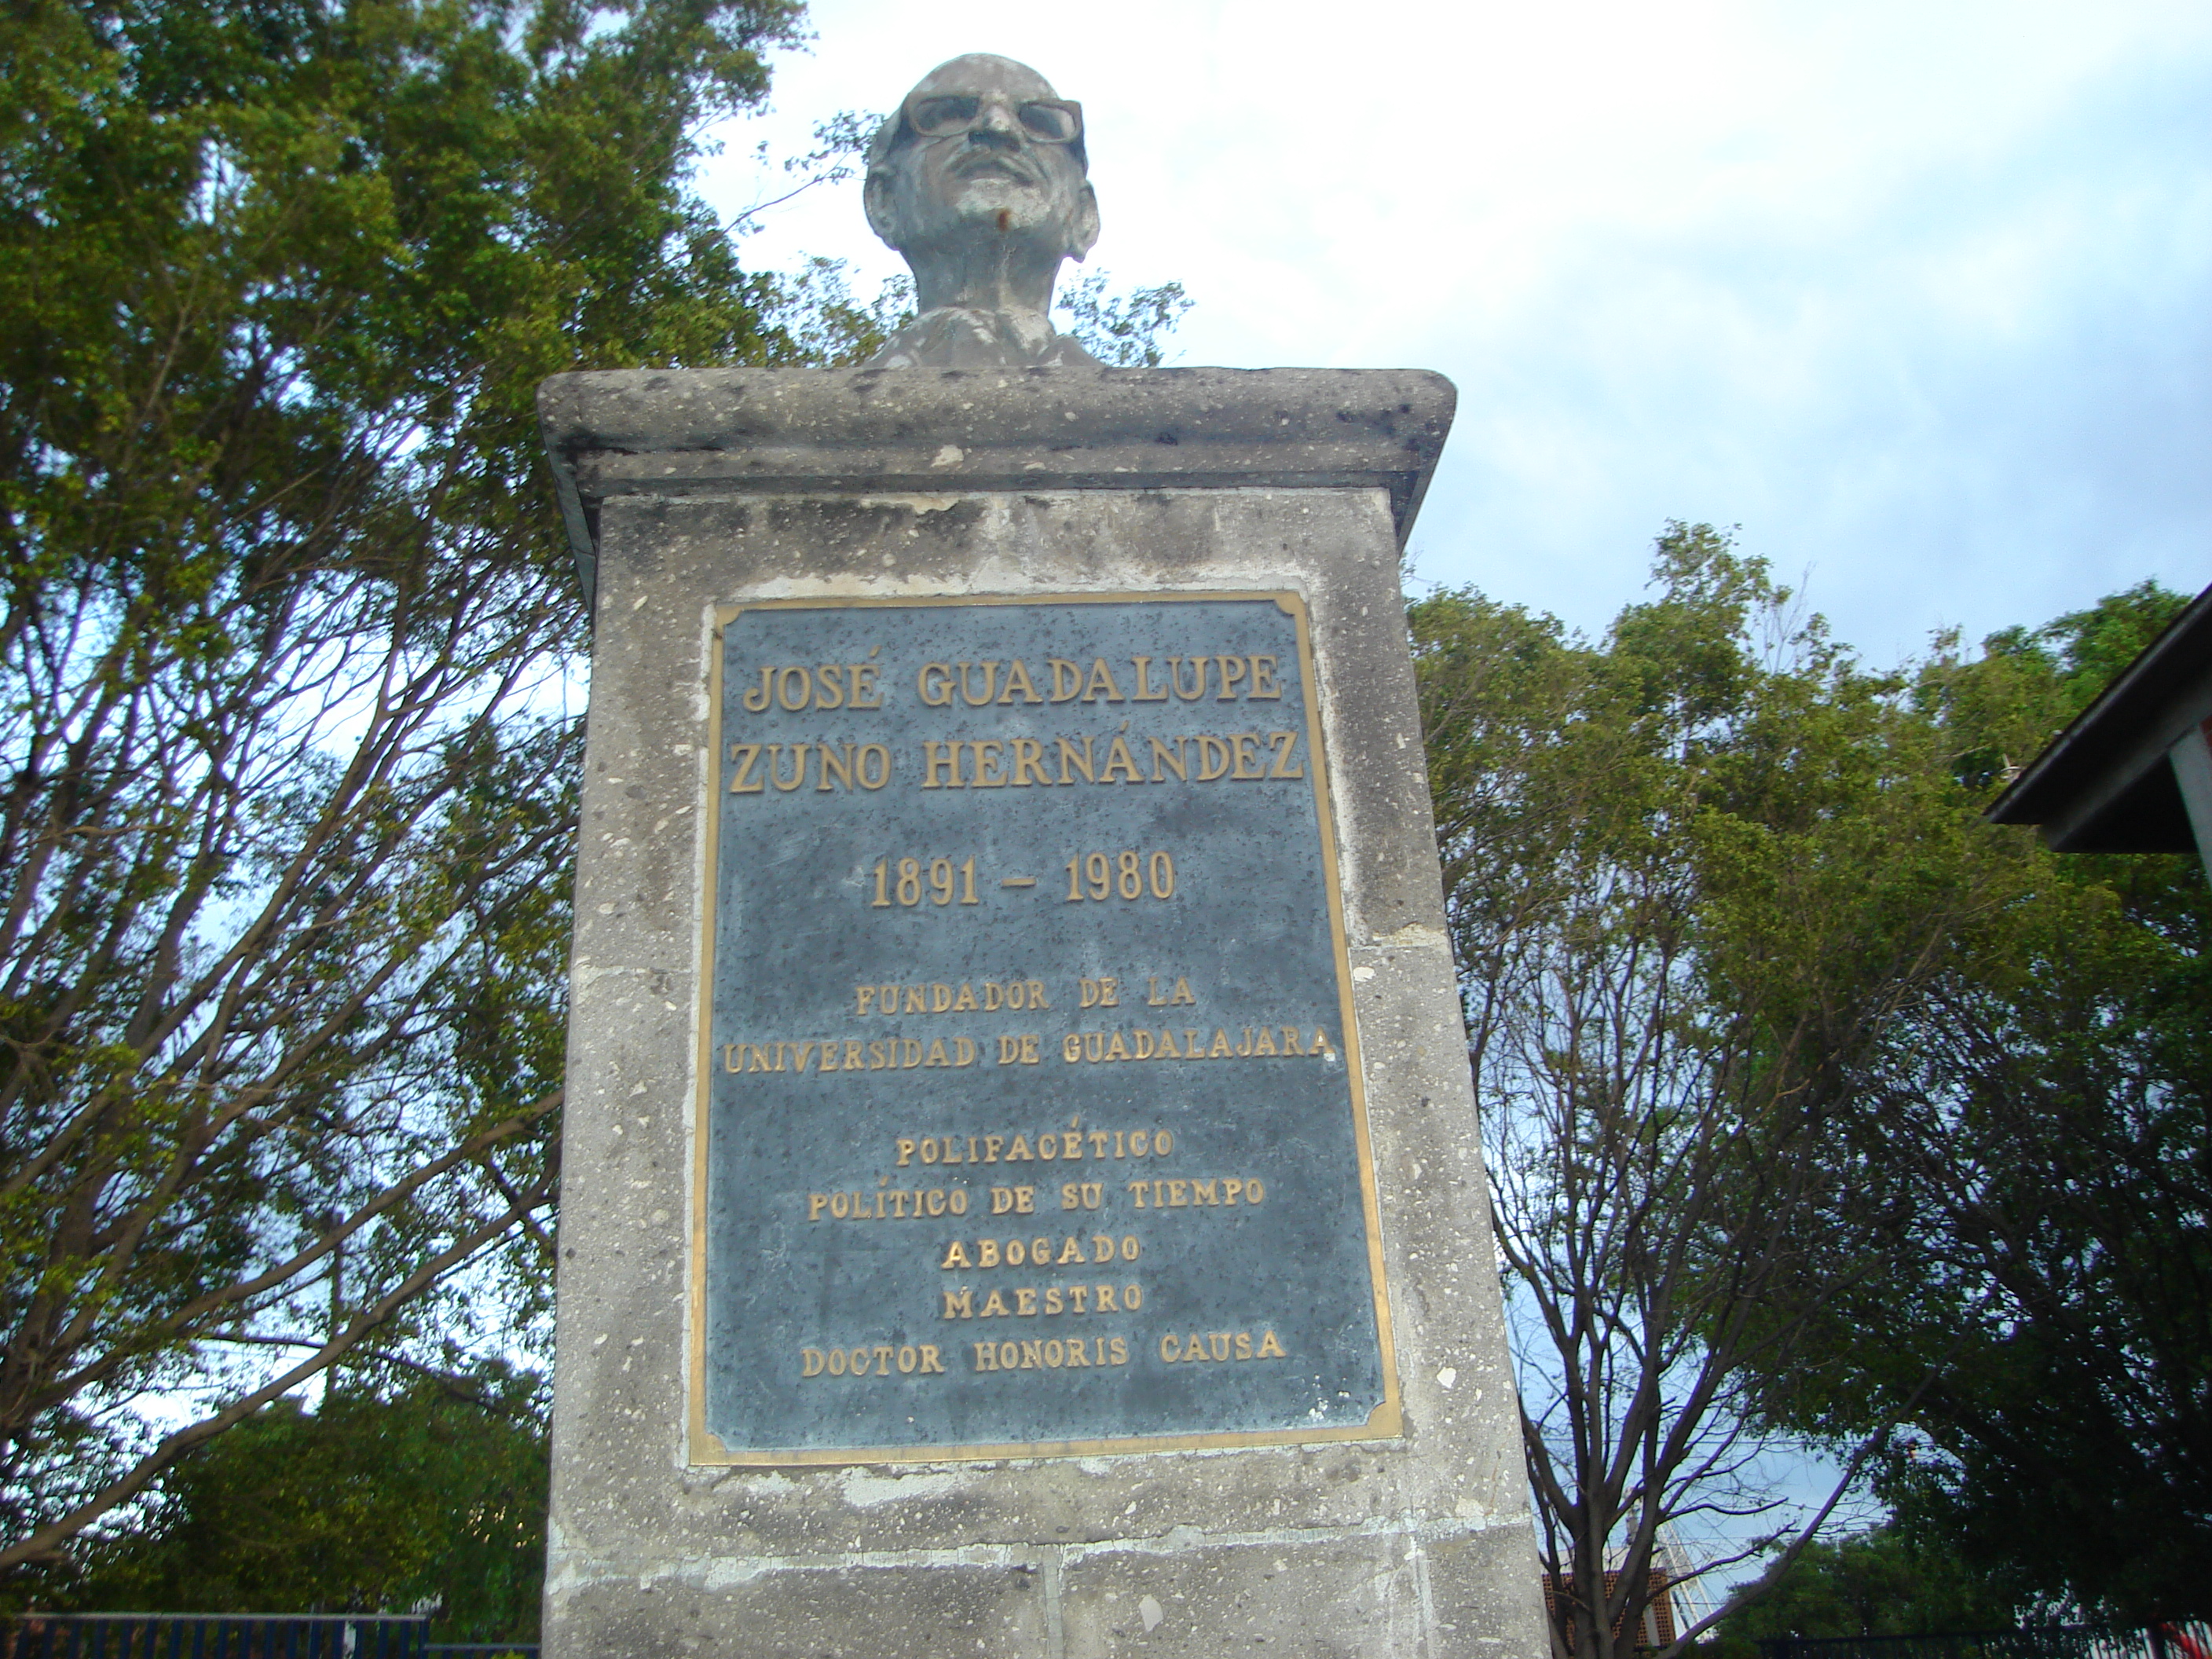 JOSÉ GUADALUPE
ZUNO HERNÁNDEZ
1891 – 1980
FUNDADOR DE LA
UNIVERSIDAD DE GUADALAJARA
POLIFACÉTICO
POLÍTICO DE SU TIEMPO
ABOGADO
MAESTRO
DOCTOR HONORIS CAUSA